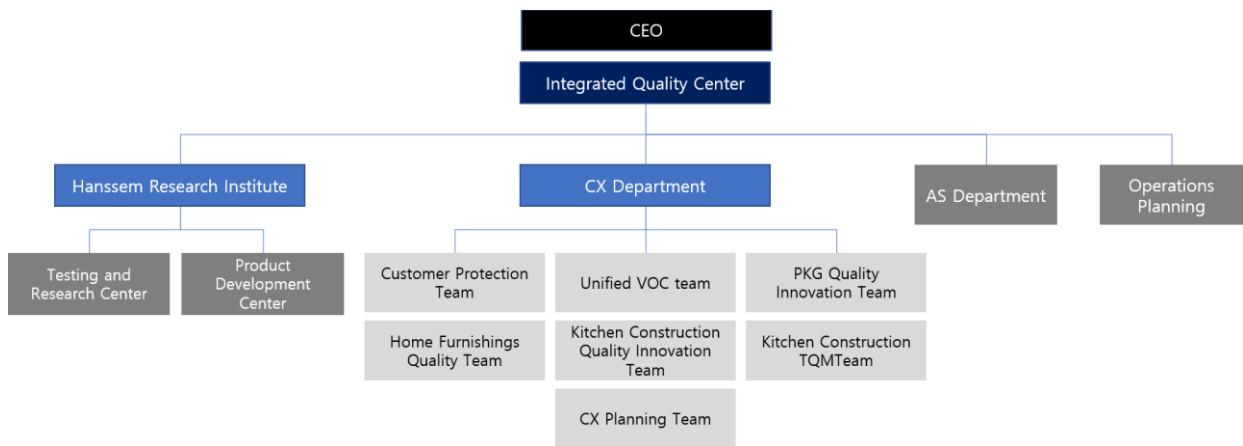 CEO
Integrated Quality Center
Hanssem Research Institute
CX Department
AS Department
Operations
Planning
Testing and
Research Center
Product
Development
Center
Customer Protection
Team
Unified VOC team
PKG Quality
Innovation Team
Home Furnishings
Quality Team
Kitchen Construction
Quality Innovation
Team
Kitchen Construction
TQMTeam
CX Planning Team